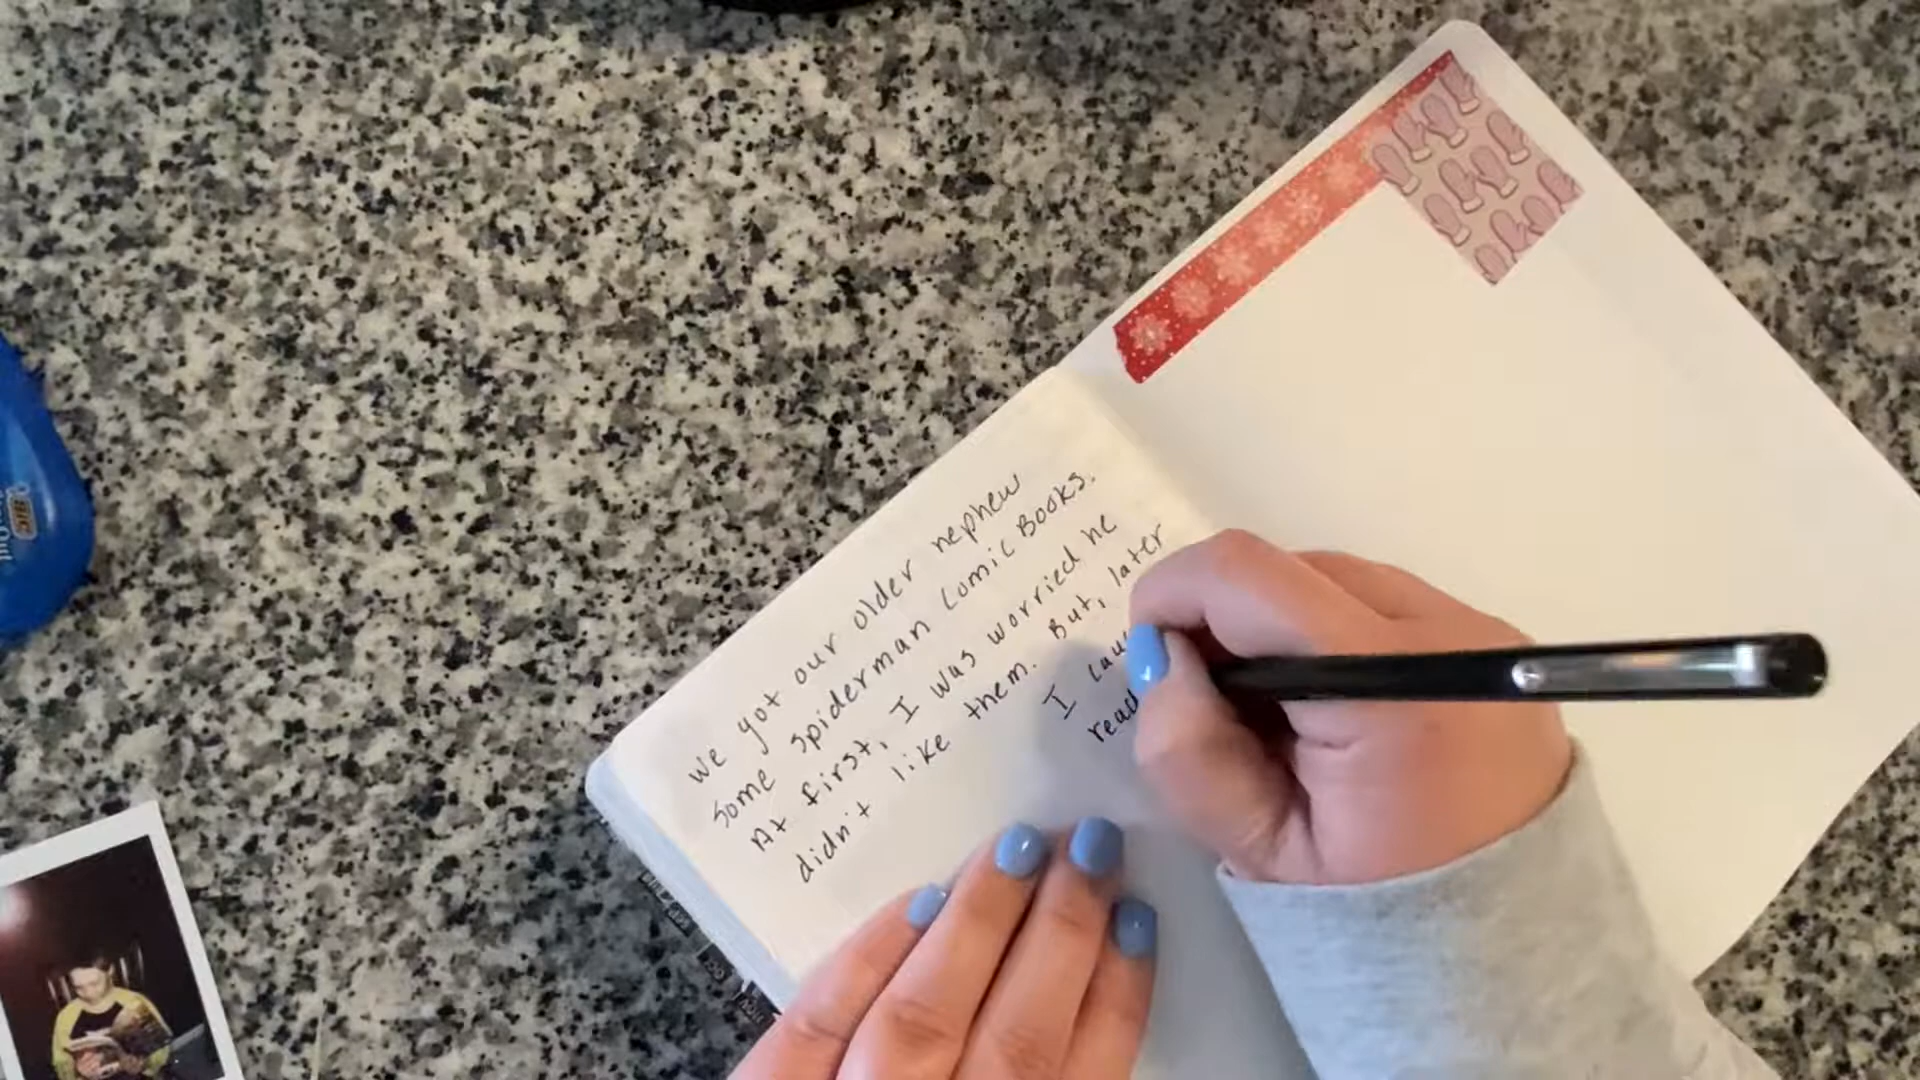 We got our older nephew
some spiderman comic Books.
At first, I was worried he
didn't like them. But, later
I
read
BIC